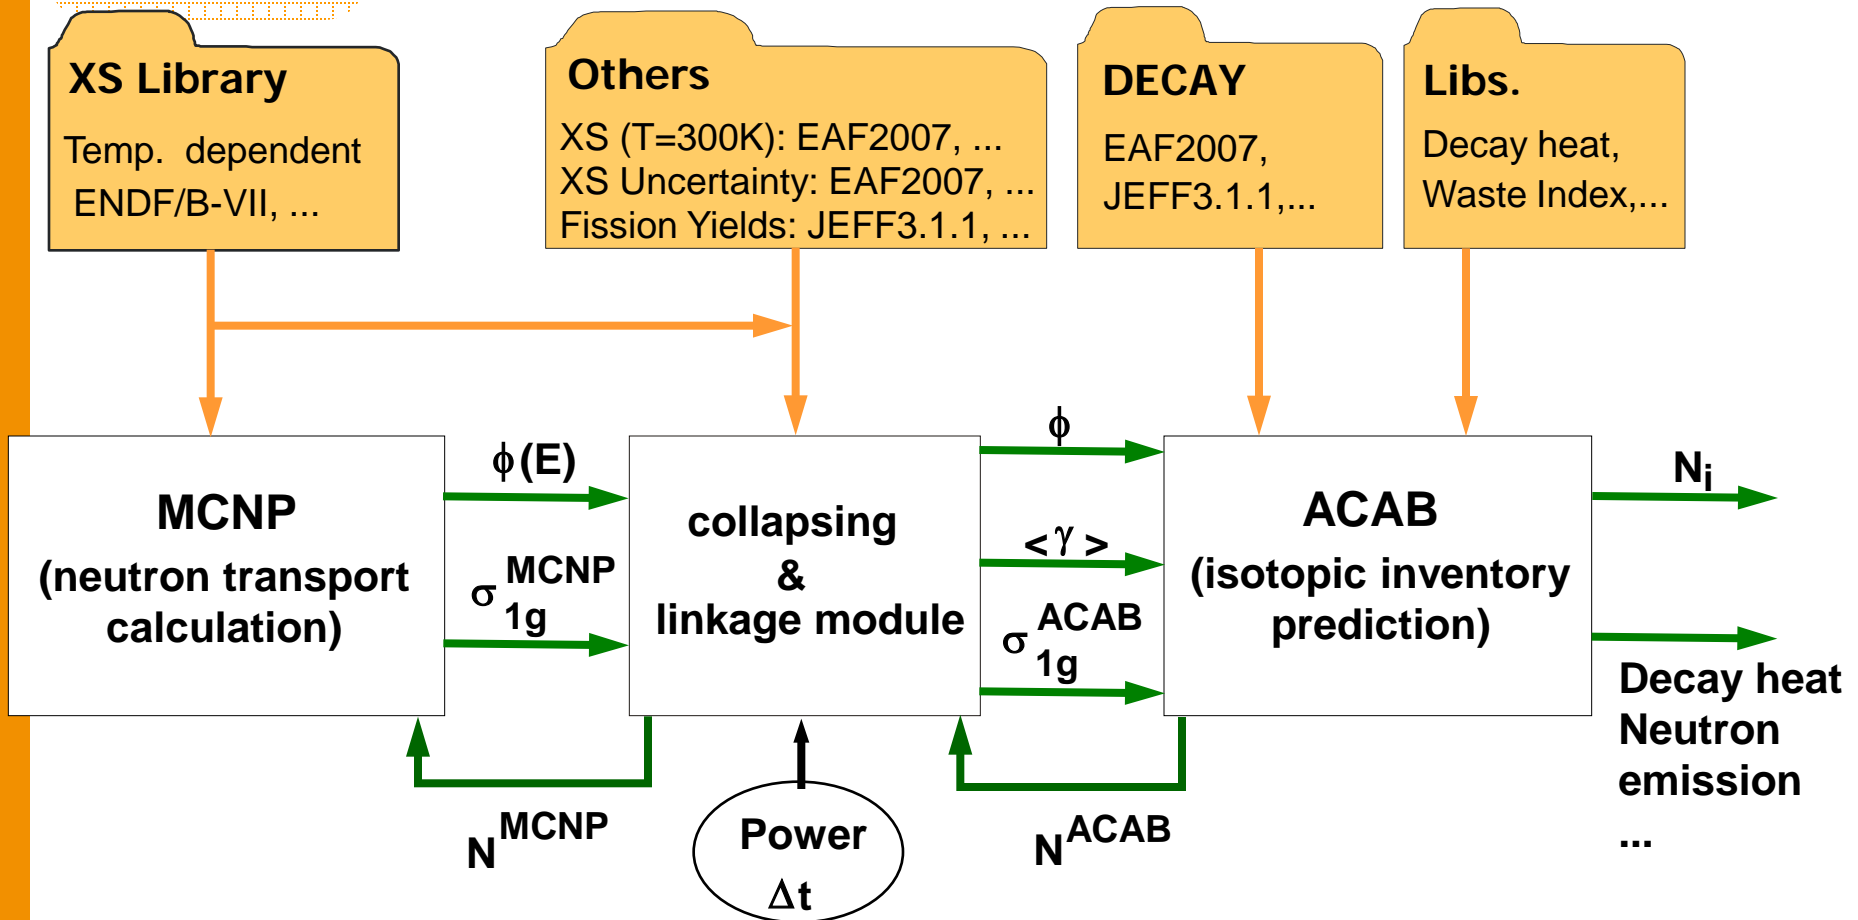 XS Library
Temp. dependent
ENDF/B-VII, ...
Others
XS (T=300K): EAF2007, ...
XS Uncertainty: EAF2007, ...
Fission Yields: JEFF3.1.1, ...
DECAY
EAF2007,
JEFF3.1.1,...
Libs.
Decay heat,
Waste Index,...
MCNP
(neutron transport
calculation)
ϕ(E)
σ1g^MCNP
collapsing
&
linkage module
ϕ
<γ>
σ1g^ACAB
ACAB
(isotopic inventory
prediction)
Ni
Decay heat
Neutron
emission
...
N^MCNP
Power
Δt
N^ACAB